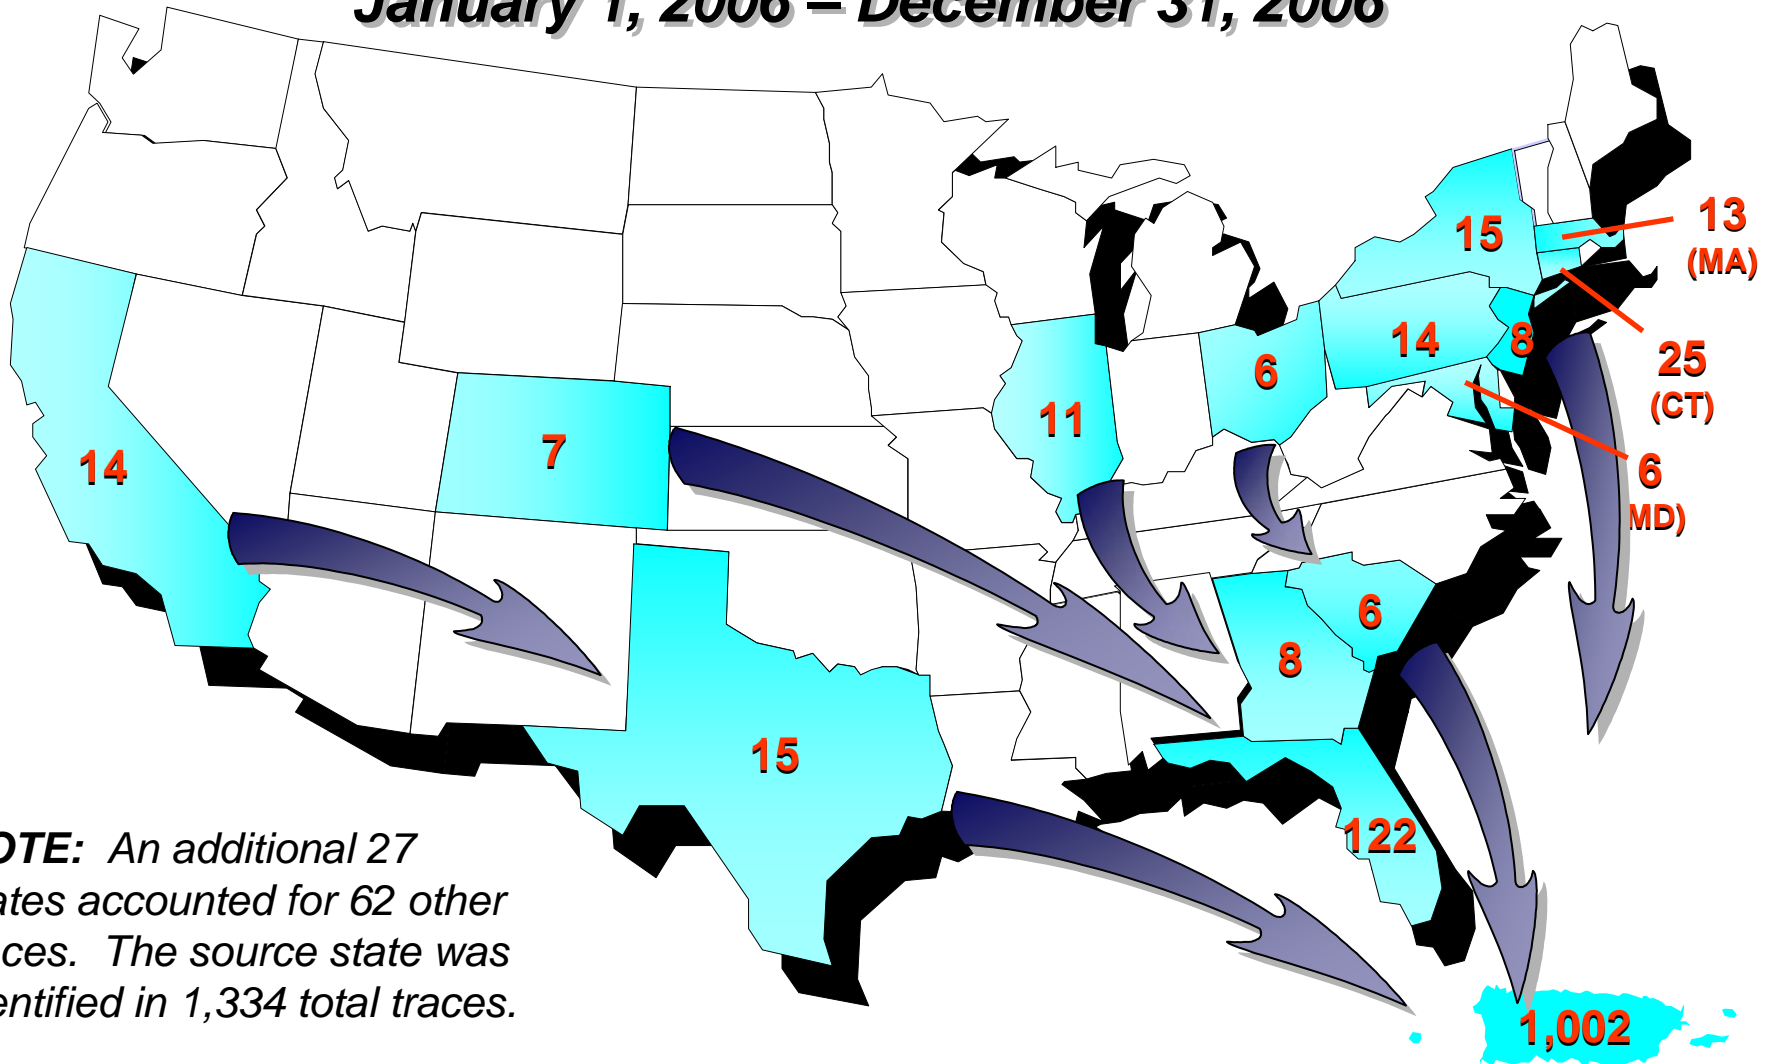 January 1, 2006 – December 31, 2006
15
13
(MA)
14
8
25
(CT)
6
11
7
14
6
MD)
6
8
15
122
OTE: An additional 27
ates accounted for 62 other
ces. The source state was
entified in 1,334 total traces.
1,002